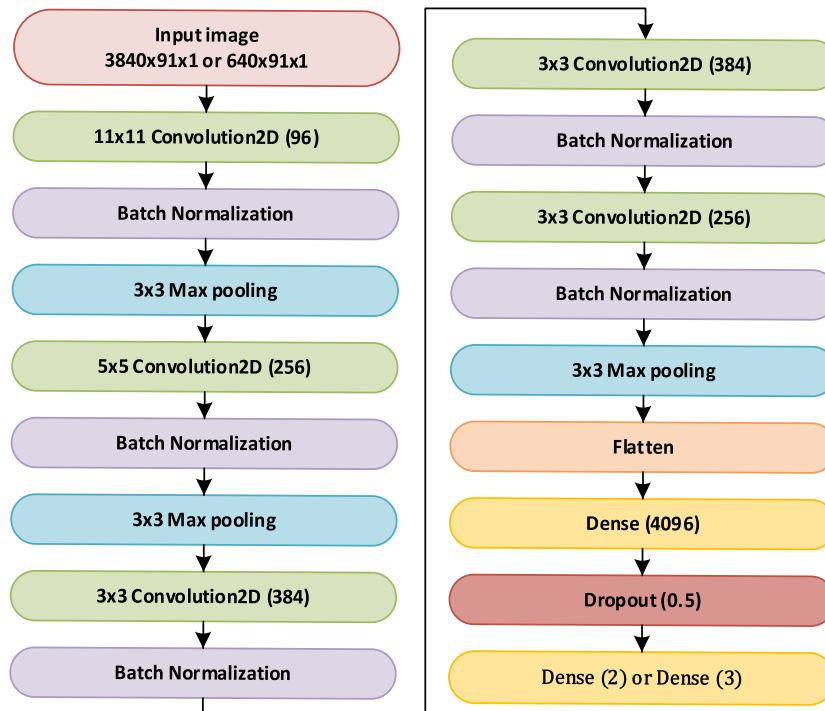 Input image
3840x91x1 or 640x91x1
11x11 Convolution2D (96)
Batch Normalization
3x3 Max pooling
5x5 Convolution2D (256)
Batch Normalization
3x3 Max pooling
3x3 Convolution2D (384)
Batch Normalization
3x3 Convolution2D (384)
Batch Normalization
3x3 Convolution2D (256)
Batch Normalization
3x3 Max pooling
Flatten
Dense (4096)
Dropout (0.5)
Dense (2) or Dense (3)